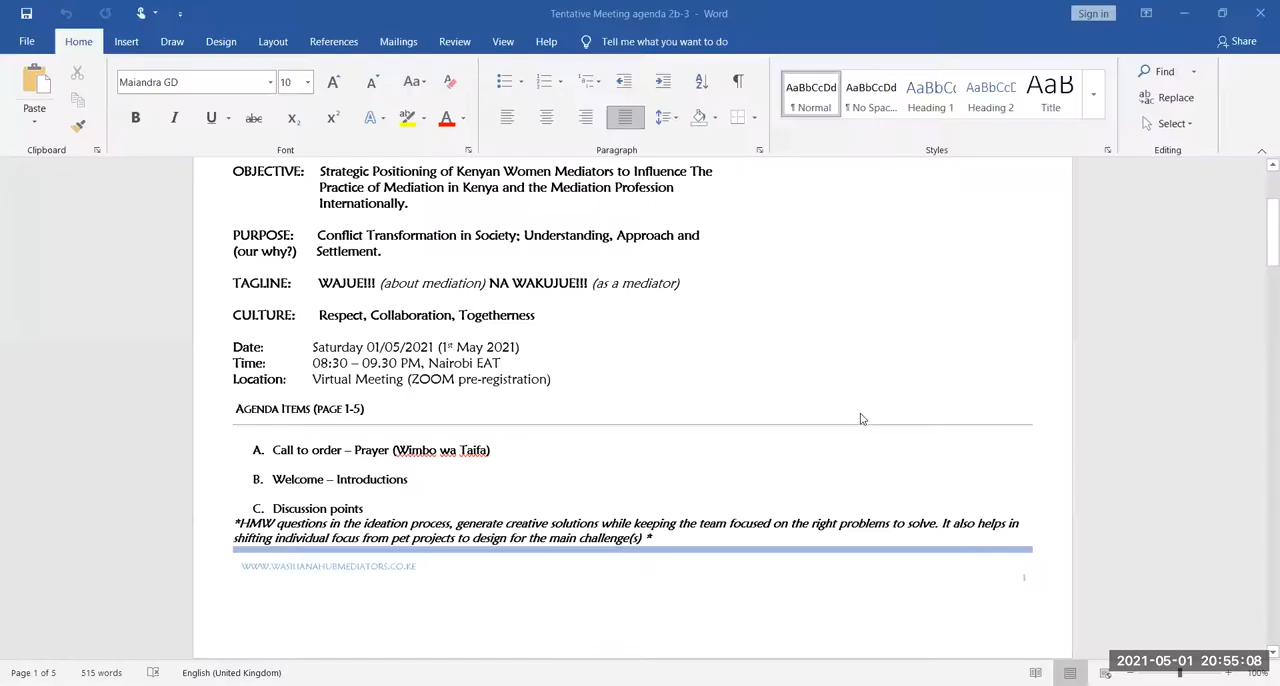 Tentative Meeting agenda 2b-3 - Word
Sign in
File Home Insert Draw Design Layout References Mailings Review View Help Tell me what you want to do Share
Paste
Clipboard
Maiandra GD 10 A A Aa A
B I U abc X₂ X² A A
Font
Paragraph
AaBbCcDd AaBbCcDd AaBbCc AaBbCcD AaB
¶ Normal ¶ No Spac... Heading 1 Heading 2 Title
Styles
Find
Replace
Select
Editing
OBJECTIVE: Strategic Positioning of Kenyan Women Mediators to Influence The
Practice of Mediation in Kenya and the Mediation Profession
Internationally.
PURPOSE: Conflict Transformation in Society; Understanding, Approach and
(our why?) Settlement.
TAGLINE: WAJUE!!! (about mediation) NA WAKUJUE!!! (as a mediator)
CULTURE: Respect, Collaboration, Togetherness
Date: Saturday 01/05/2021 (1st May 2021)
Time: 08:30 – 09.30 PM, Nairobi EAT
Location: Virtual Meeting (ZOOM pre-registration)
AGENDA ITEMS (PAGE 1-5)
A. Call to order – Prayer (Wimbo wa Taifa)
B. Welcome – Introductions
C. Discussion points
*HMW questions in the ideation process, generate creative solutions while keeping the team focused on the right problems to solve. It also helps in
shifting individual focus from pet projects to design for the main challenge(s) *
WWW.WASILIANAHUBMEDIATORS.CO.KE
1
Page 1 of 5 515 words English (United Kingdom) 100%
2021-05-01 20:55:08